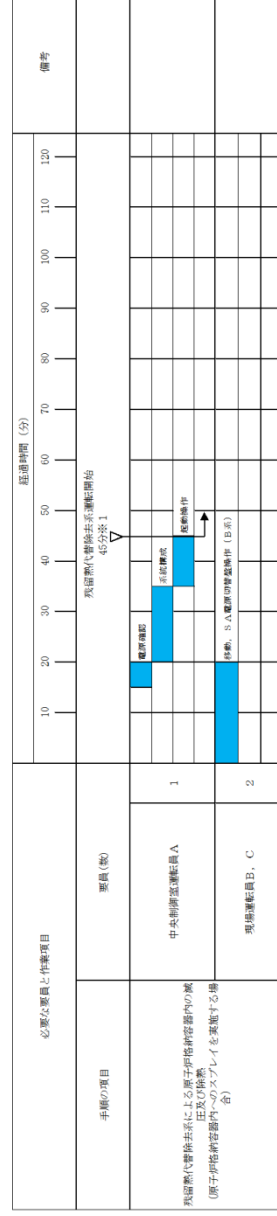 必要な要員と作業項目
経過時間（分）
備考
10 20 30 40 50 60 70 80 90 100 110 120
手順の項目
要員(数)
残留熱代替除去系運転開始
45分※1
残留熱代替除去系による原子炉格納容器内の減
圧及び除熱
(原子炉格納容器内へのスプレイを実施する場
合)
中央制御室運転員A
1
電源確認
系統構成
起動操作
現場運転員B，C
2
移動，SA電源切替盤操作（B系）